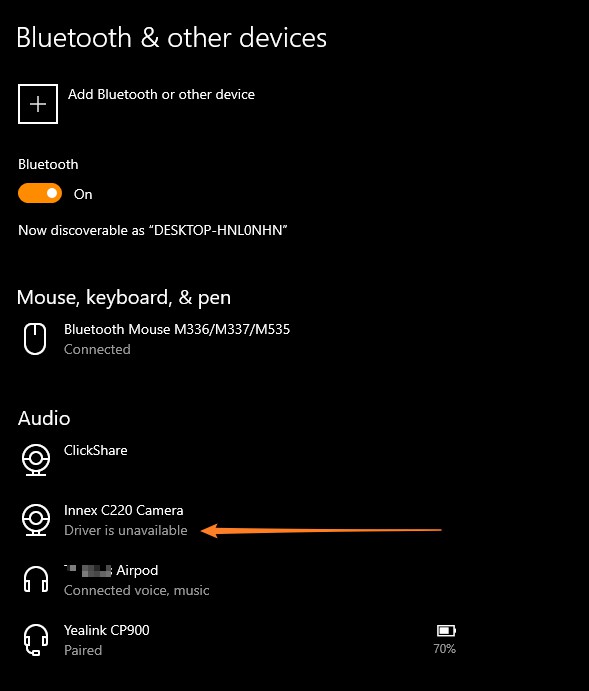 Bluetooth & other devices
Add Bluetooth or other device
Bluetooth
On
Now discoverable as “DESKTOP-HNL0NHN”
Mouse, keyboard, & pen
Bluetooth Mouse M336/M337/M535
Connected
Audio
ClickShare
Innex C220 Camera
Driver is unavailable
Airpod
Connected voice, music
Yealink CP900
Paired
70%